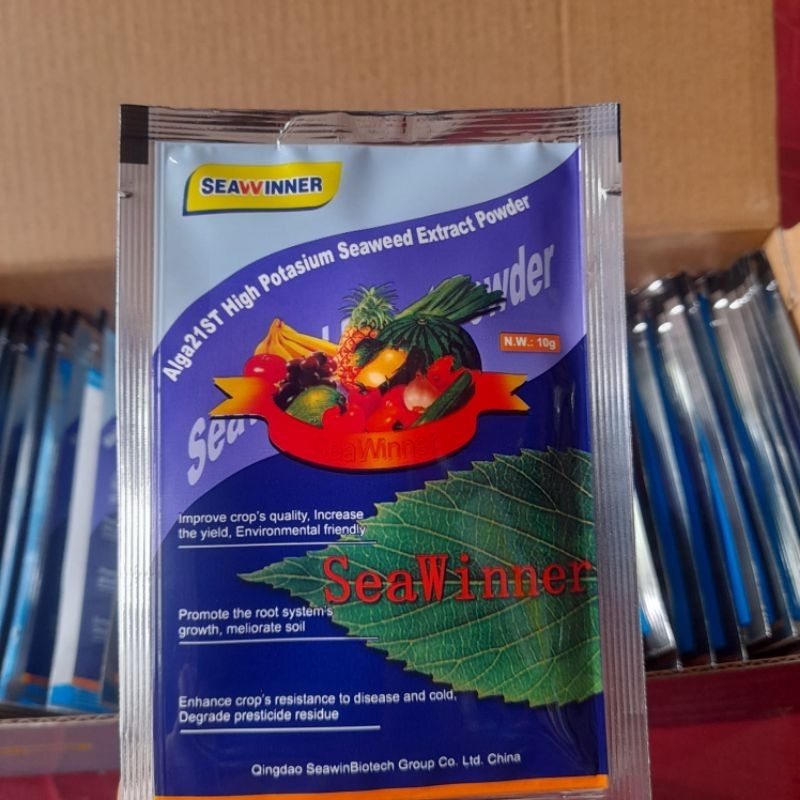 SEAWINNER
Alga21ST High Potasium Seaweed Extract Powder
N.W.: 10g
SeaWinner
Improve crop's quality, Increase
the yield, Environmental friendly
SeaWinner
Promote the root system's
growth, meliorate soil
Enhance crop's resistance to disease and cold,
Degrade presticide residue
Qingdao SeawinBiotech Group Co. Ltd. China